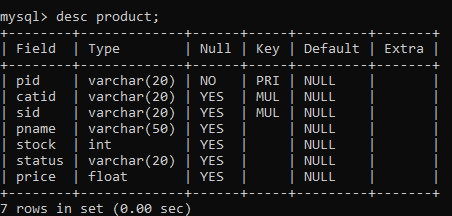 mysql> desc product;
+--------+-------------+------+-----+---------+-------+
| Field  | Type        | Null | Key | Default | Extra |
+--------+-------------+------+-----+---------+-------+
| pid    | varchar(20) | NO   | PRI | NULL    |       |
| catid  | varchar(20) | YES  | MUL | NULL    |       |
| sid    | varchar(20) | YES  | MUL | NULL    |       |
| pname  | varchar(50) | YES  |     | NULL    |       |
| stock  | int         | YES  |     | NULL    |       |
| status | varchar(20) | YES  |     | NULL    |       |
| price  | float       | YES  |     | NULL    |       |
+--------+-------------+------+-----+---------+-------+
7 rows in set (0.00 sec)